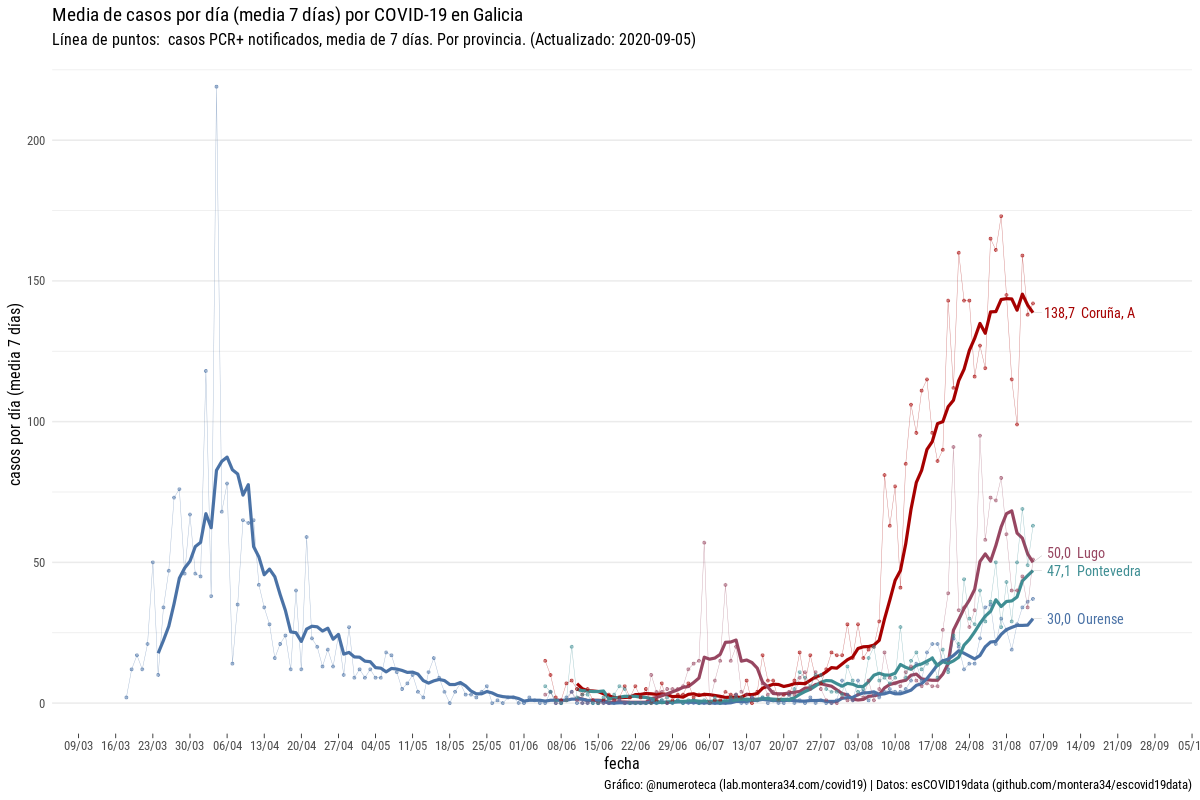 Media de casos por día (media 7 días) por COVID-19 en Galicia
Línea de puntos:  casos PCR+ notificados, media de 7 días. Por provincia. (Actualizado: 2020-09-05)
casos por día (media 7 días)
200
150
100
50
0
138,7 Coruña, A
50,0 Lugo
47,1 Pontevedra
30,0 Ourense
09/03 16/03 23/03 30/03 06/04 13/04 20/04 27/04 04/05 11/05 18/05 25/05 01/06 08/06 15/06 22/06 29/06 06/07 13/07 20/07 27/07 03/08 10/08 17/08 24/08 31/08 07/09 14/09 21/09 28/09 05/1
fecha
Gráfico: @numeroteca (lab.montera34.com/covid19) | Datos: esCOVID19data (github.com/montera34/escovid19data)